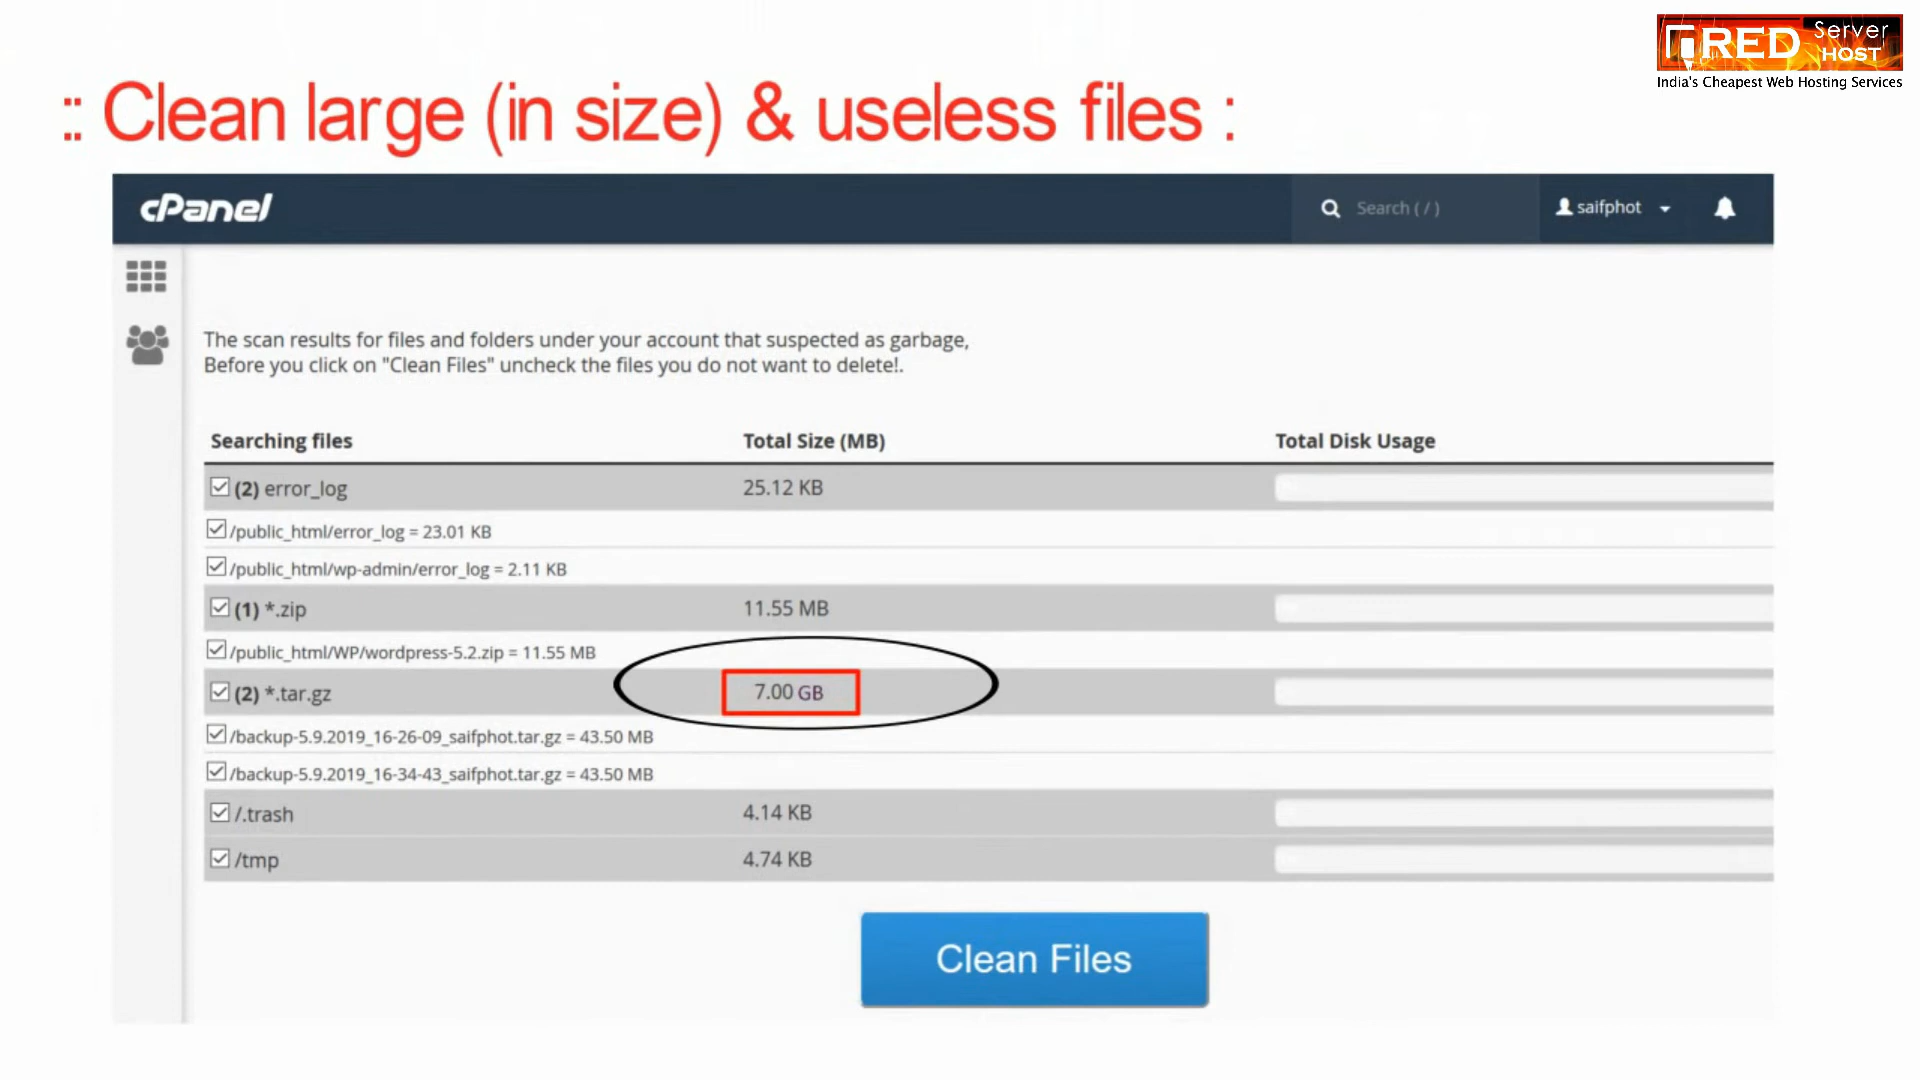 RED Server HOST
India's Cheapest Web Hosting Services
:: Clean large (in size) & useless files :
cPanel
Search ( / )
saifphot
The scan results for files and folders under your account that suspected as garbage,
Before you click on "Clean Files" uncheck the files you do not want to delete!.
Searching files Total Size (MB) Total Disk Usage
(2) error_log 25.12 KB
/public_html/error_log = 23.01 KB
/public_html/wp-admin/error_log = 2.11 KB
(1) *.zip 11.55 MB
/public_html/WP/wordpress-5.2.zip = 11.55 MB
(2) *.tar.gz 7.00 GB
/backup-5.9.2019_16-26-09_saifphot.tar.gz = 43.50 MB
/backup-5.9.2019_16-34-43_saifphot.tar.gz = 43.50 MB
/.trash 4.14 KB
/tmp 4.74 KB
Clean Files